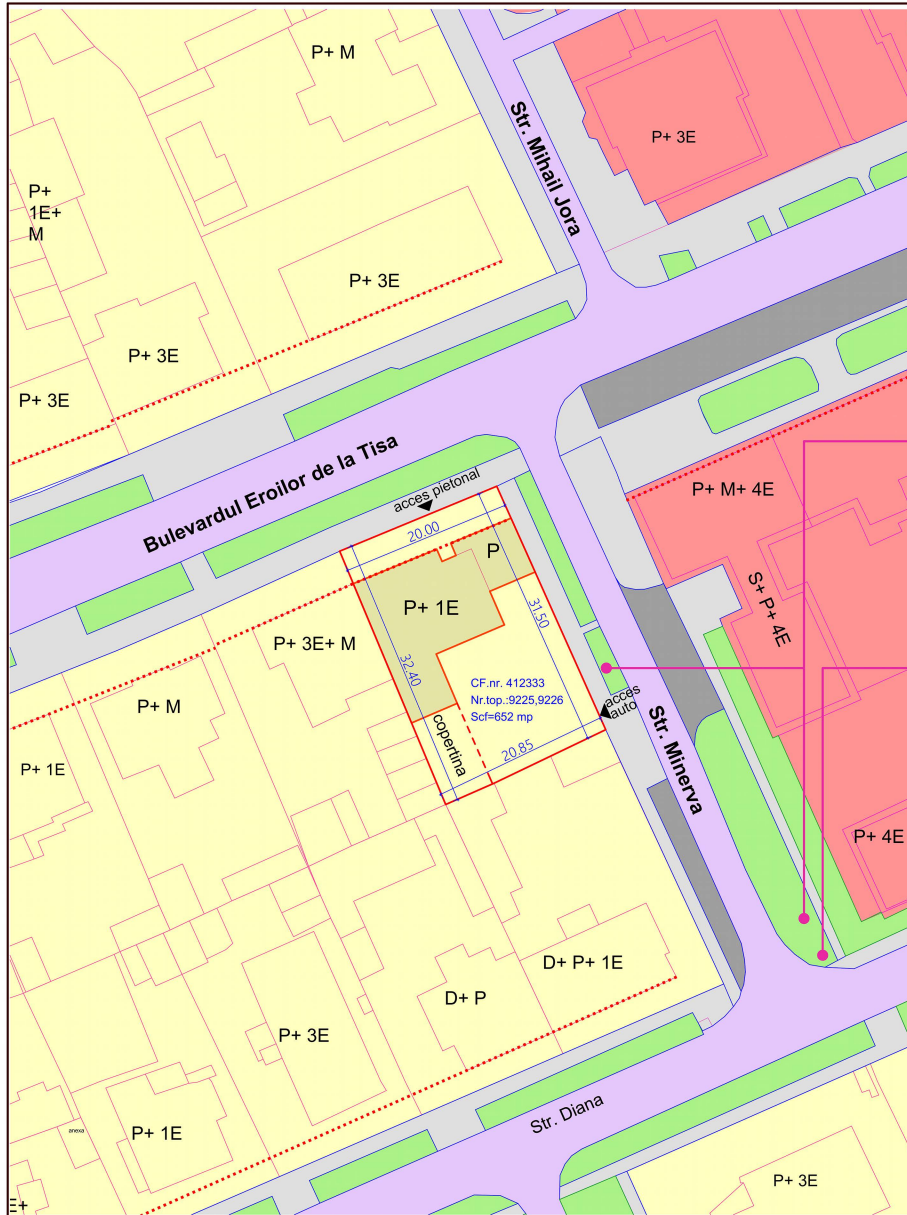 P+ M
Str. Mihail Jora
P+ 3E
P+
1E+
M
P+ 3E
P+ 3E
P+ 3E
Bulevardul Eroilor de la Tisa
acces pietonal
20.00
P
P+ M+ 4E
S+ P+ 4E
P+ 1E
31.50
32.40
P+ 3E+ M
CF.nr. 412333
Nr.top.:9225,9226
Scf=652 mp
acces
auto
P+ M
Str. Minerva
copertina
20.85
P+ 1E
P+ 4E
D+ P+ 1E
D+ P
P+ 3E
Str. Diana
anexa
P+ 1E
P+ 3E
E+